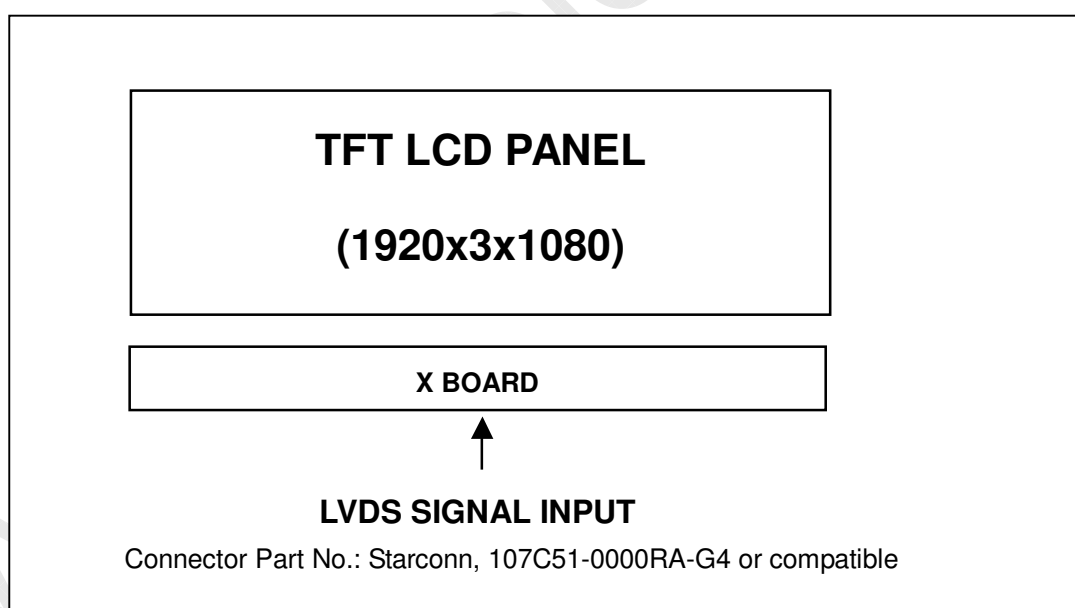 TFT LCD PANEL
(1920x3x1080)
X BOARD
LVDS SIGNAL INPUT
Connector Part No.: Starconn, 107C51-0000RA-G4 or compatible